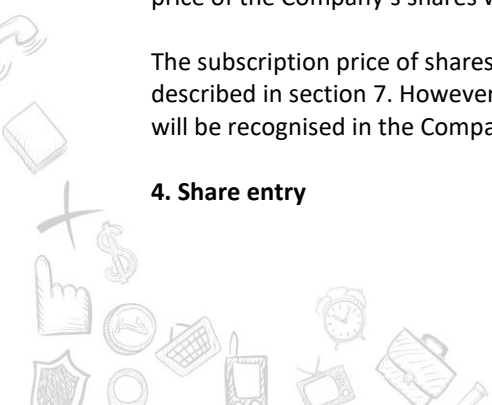 price of the Company's shares
The subscription price of shares
described in section 7. However
will be recognised in the Compa
4. Share entry